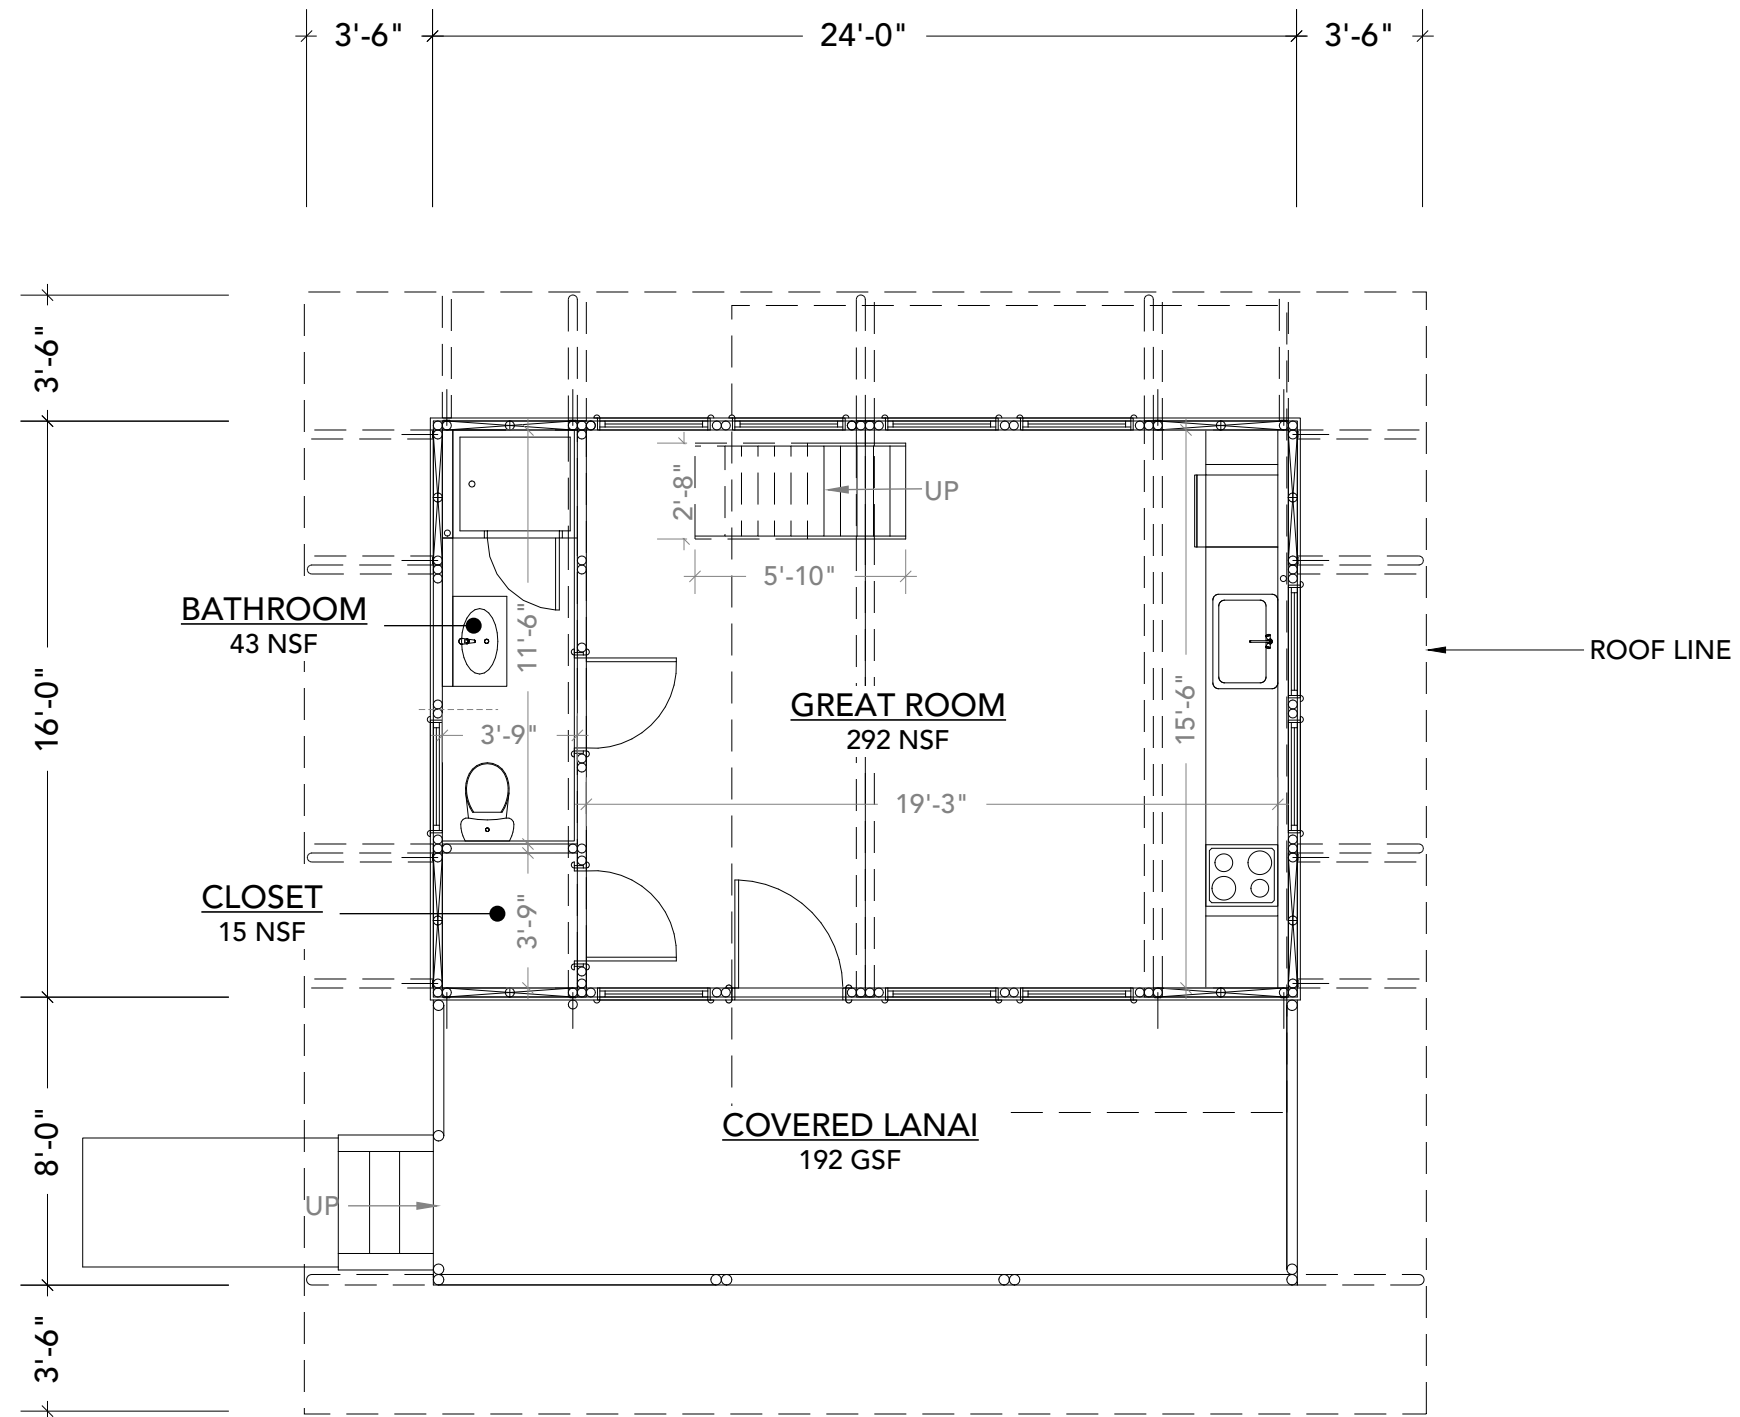 3'-6"
24'-0"
3'-6"
3'-6"
2'-8"
UP
5'-10"
BATHROOM
43 NSF
11'-6"
ROOF LINE
16'-0"
3'-9"
GREAT ROOM
292 NSF
15'-6"
19'-3"
CLOSET
15 NSF
3'-9"
8'-0"
COVERED LANAI
192 GSF
UP
3'-6"